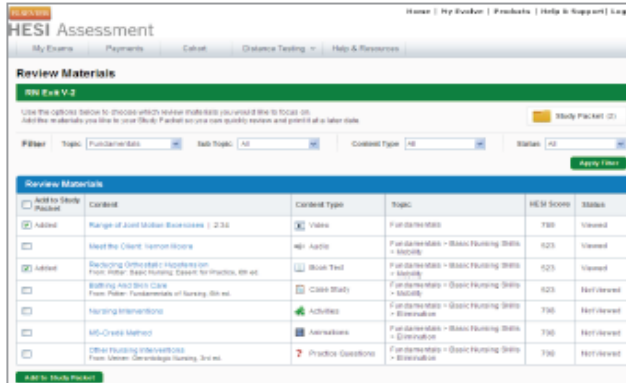 ELSEVIER
Home | My Evolve | Products | Help & Support | Log
HESI Assessment
My Exams Payments Cohort Distance Testing Help & Resources
Review Materials
RN Exit V-2
Use the options below to choose which review materials you would like to focus on.
Add the materials you like to your Study Packet so you can quickly review and print it at a later date.
Study Packet (2)
Filter Topic Fundamentals Sub Topic All Content Type All Status All
Apply Filter
Review Materials
Add to Study Packet Content Content Type Topic HESI Score Status
Added Range of Joint Motion Excercises | 2:34 Video Fundamentals Viewed
Meet the Client: Vernon Moore Audio Fundamentals > Basic Nursing Skills > Mobility 623 Viewed
Added Reducing Orthostatic Hypotension Book Text Fundamentals > Basic Nursing Skills > Mobility 623 Viewed
From: Potter: Basic Nursing: Essent for Practice, 6th ed.
Bathing And Skin Care Case Study Fundamentals > Basic Nursing Skills > Mobility 623 Not Viewed
From: Potter: Fundamentals of Nursing, 6th ed.
Nursing Interventions Activities Fundamentals > Basic Nursing Skills > Elimination Not Viewed
MS-Credé Method Animations Fundamentals > Basic Nursing Skills > Elimination Not Viewed
Other Nursing Interventions Practice Questions Fundamentals > Basic Nursing Skills > Elimination Not Viewed
From: Meiner: Gerontologic Nursing, 3rd ed.
Add to Study Packet